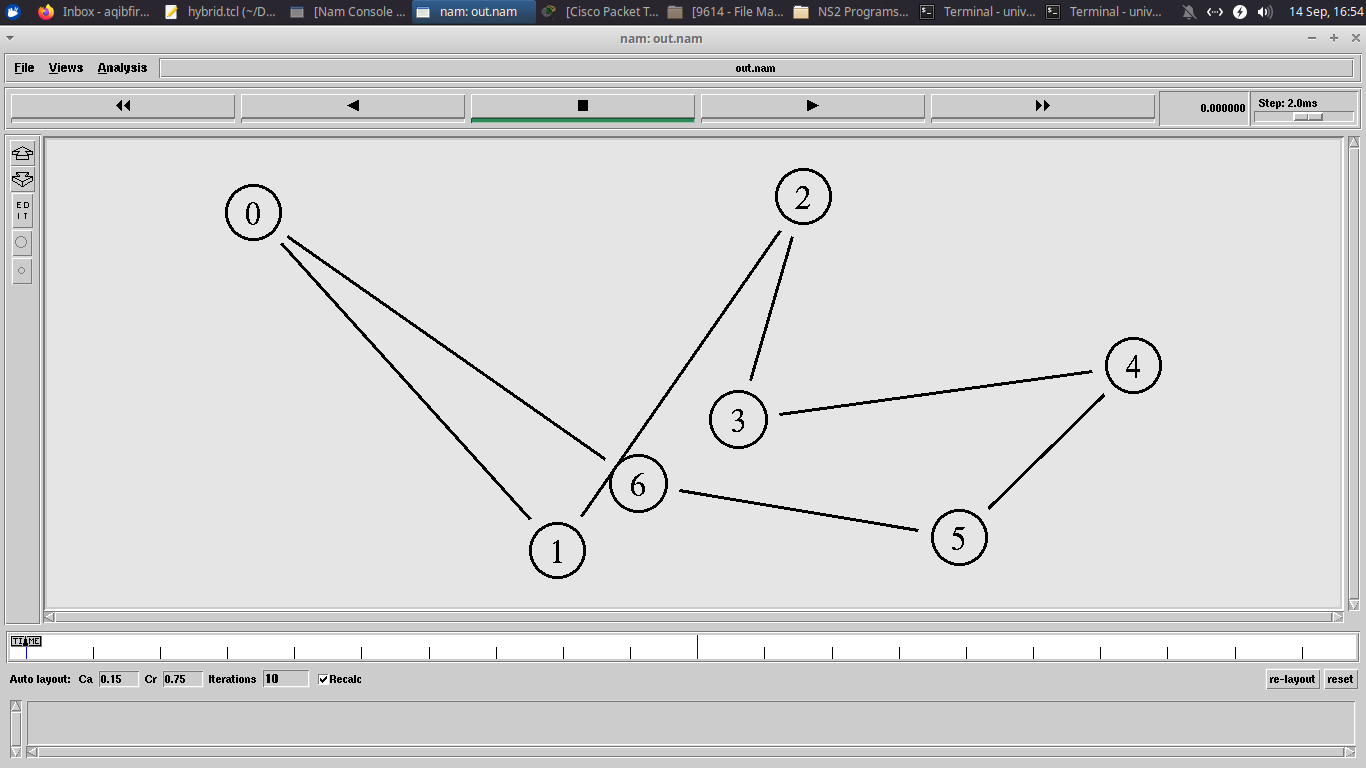 Inbox - aqibfir... hybrid.tcl (~/D... [Nam Console ... nam: out.nam [Cisco Packet T... [9614 - File Ma... NS2 Programs... Terminal - univ... Terminal - univ... 14 Sep, 16:54
nam: out.nam
File Views Analysis out.nam
0.000000 Step: 2.0ms
ED
IT
0
2
4
3
6
5
1
TIME
Auto layout: Ca 0.15 Cr 0.75 Iterations 10 Recalc re-layout reset